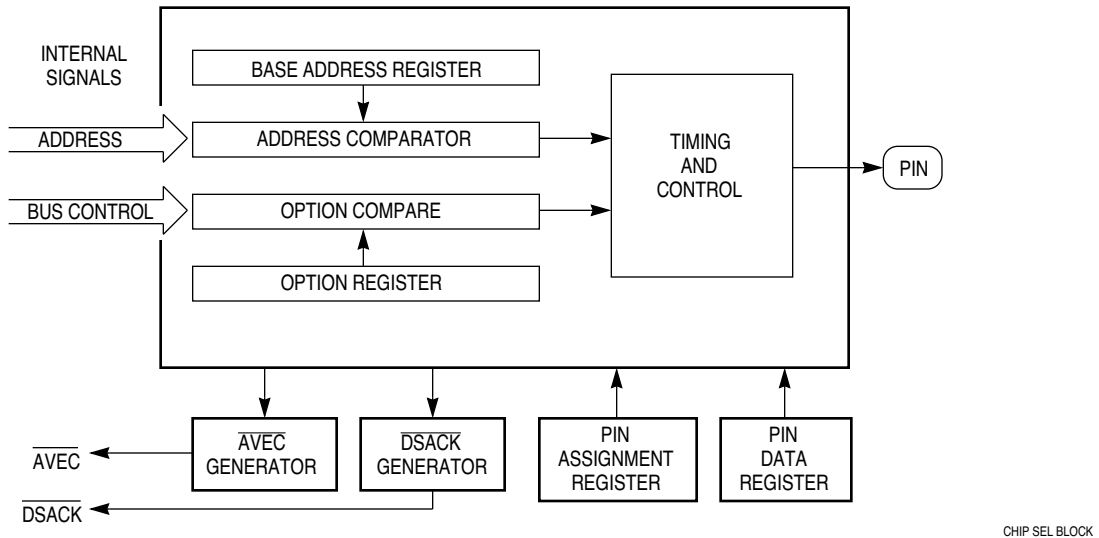 INTERNAL
SIGNALS
BASE ADDRESS REGISTER
ADDRESS
ADDRESS COMPARATOR
TIMING
AND
CONTROL
PIN
BUS CONTROL
OPTION COMPARE
OPTION REGISTER
AVEC
GENERATOR
DSACK
GENERATOR
PIN
ASSIGNMENT
REGISTER
PIN
DATA
REGISTER
AVEC
DSACK
CHIP SEL BLOCK